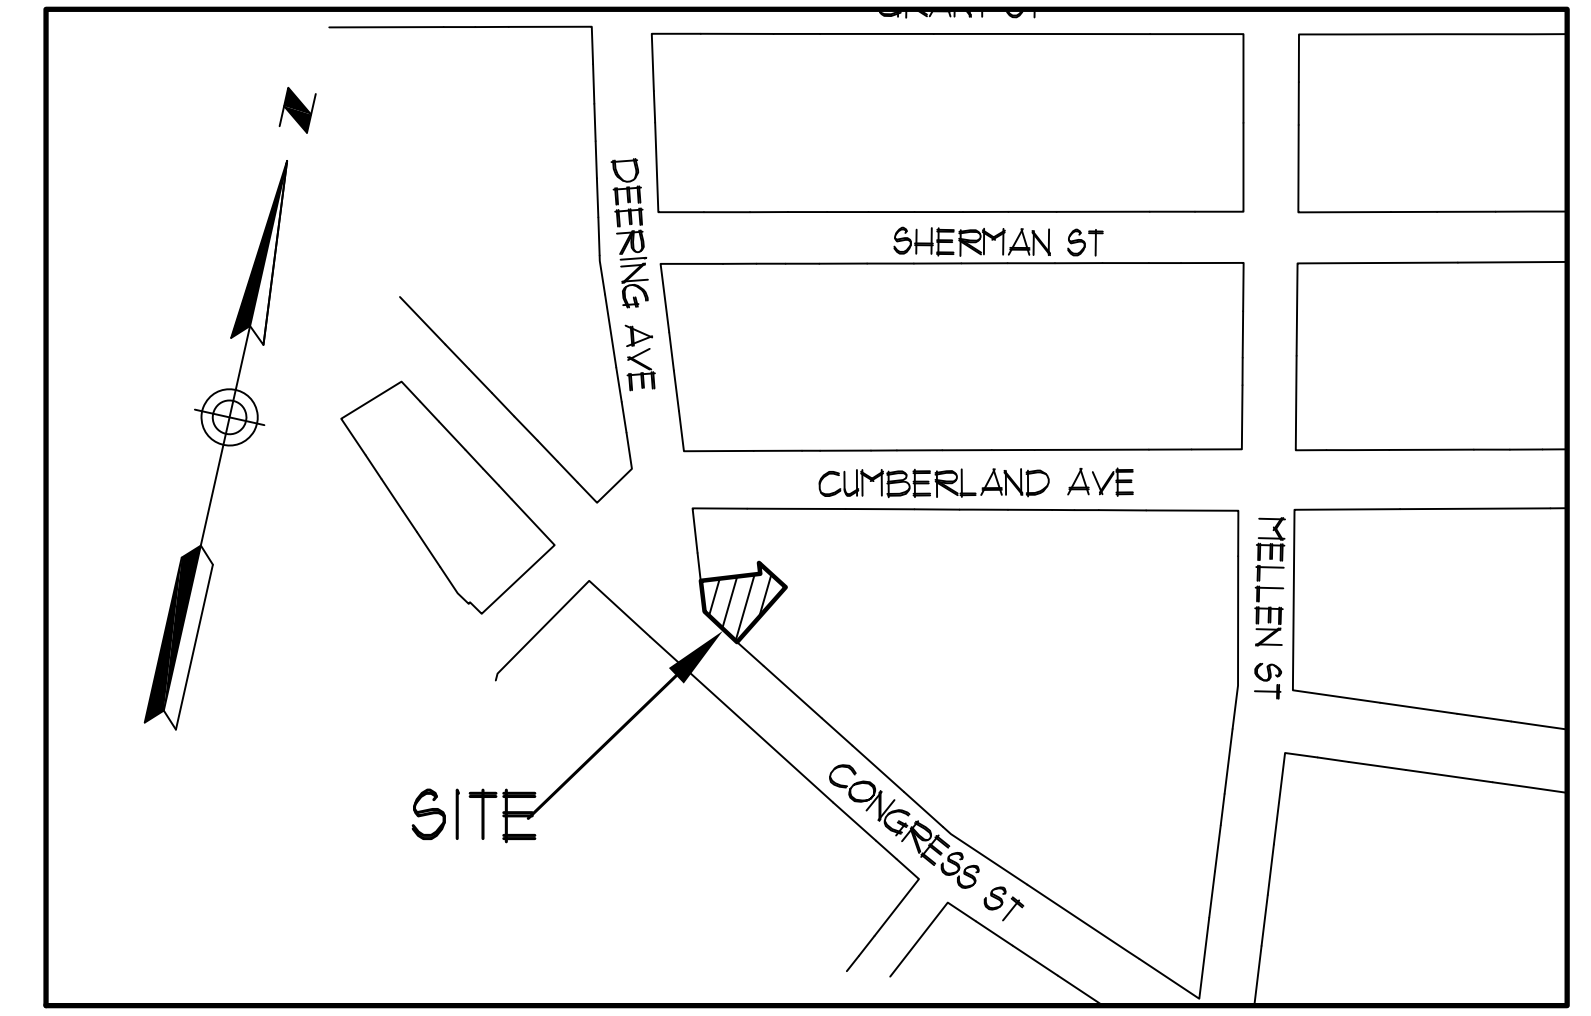 N
DEERING AVE
SHERMAN ST
CUMBERLAND AVE
MELLEN ST
SITE
CONGRESS ST